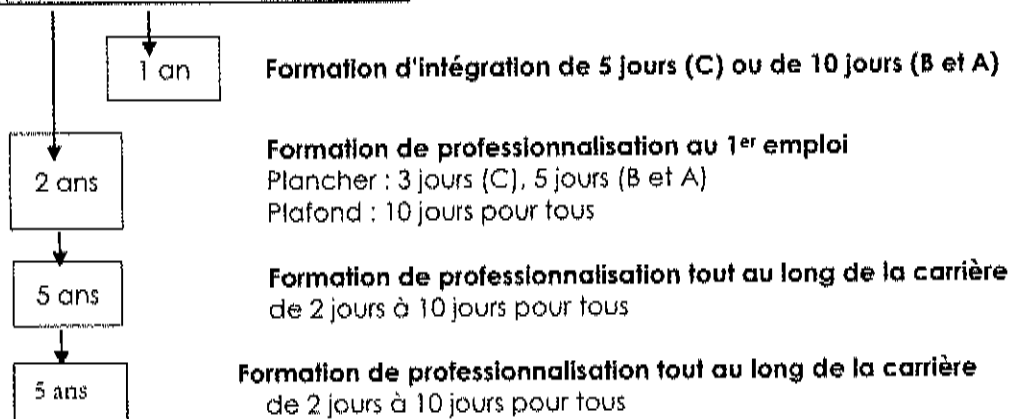 1 an
Formation d'intégration de 5 jours (C) ou de 10 jours (B et A)
2 ans
Formation de professionnalisation au 1er emploi
Plancher : 3 jours (C), 5 jours (B et A)
Plafond : 10 jours pour tous
5 ans
Formation de professionnalisation tout au long de la carrière
de 2 jours à 10 jours pour tous
5 ans
Formation de professionnalisation tout au long de la carrière
de 2 jours à 10 jours pour tous